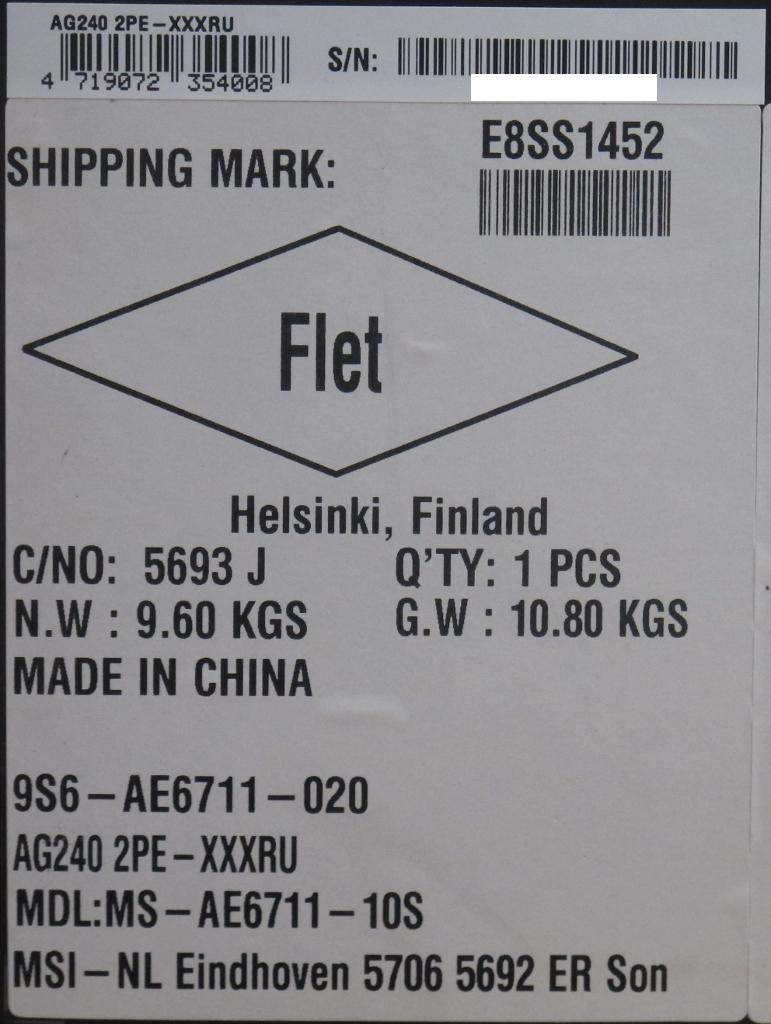 AG240 2PE-XXXRU
4 719072 354008
S/N:
E8SS1452
SHIPPING MARK:
Flet
Helsinki, Finland
C/NO: 5693 J Q'TY: 1 PCS
N.W : 9.60 KGS G.W : 10.80 KGS
MADE IN CHINA
9S6-AE6711-020
AG240 2PE-XXXRU
MDL:MS-AE6711-10S
MSI-NL Eindhoven 5706 5692 ER Son